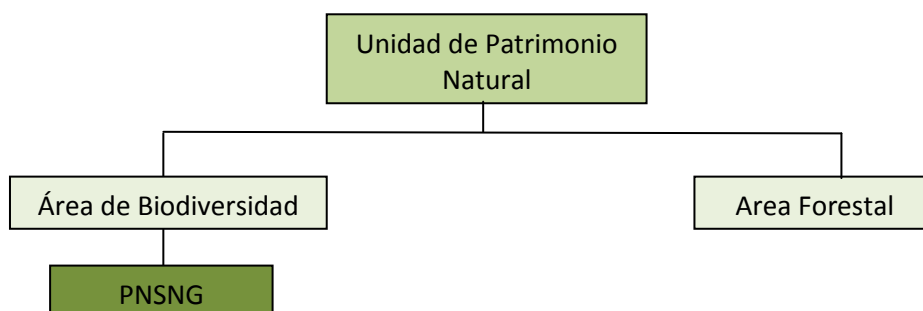 Unidad de Patrimonio
Natural
Área de Biodiversidad
Area Forestal
PNSNG